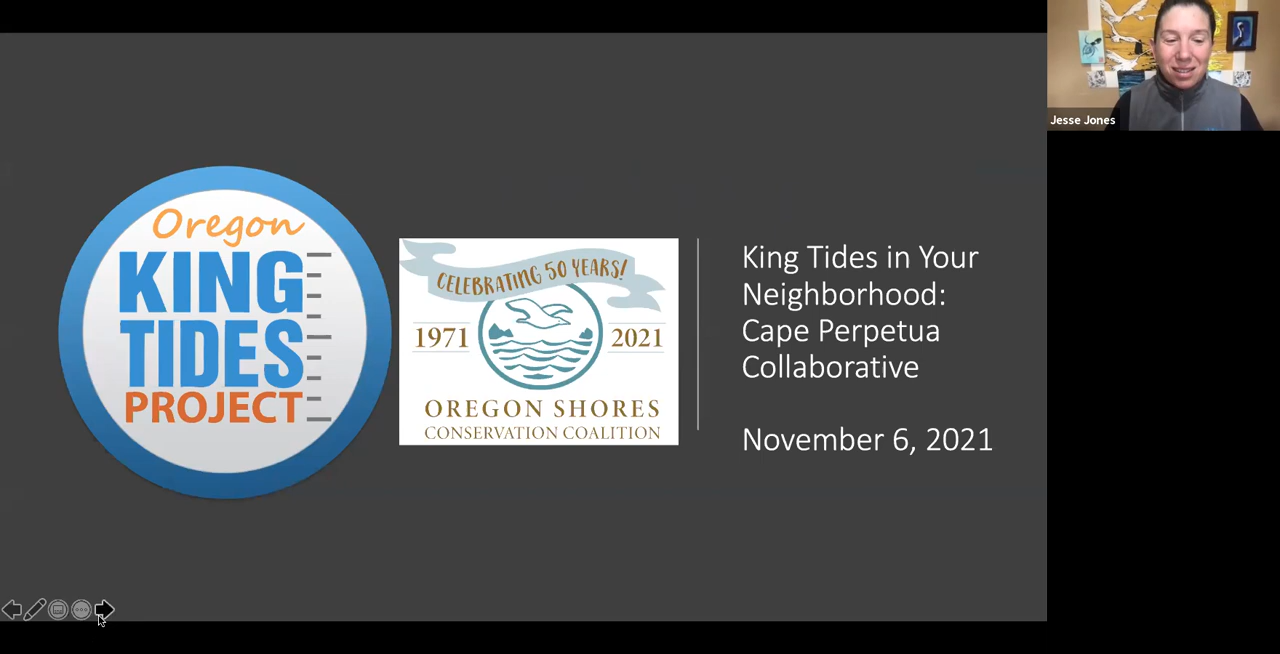 Oregon
KING
TIDES
PROJECT
CELEBRATING 50 YEARS!
1971
2021
OREGON SHORES
CONSERVATION COALITION
King Tides in Your
Neighborhood:
Cape Perpetua
Collaborative
November 6, 2021
Jesse Jones